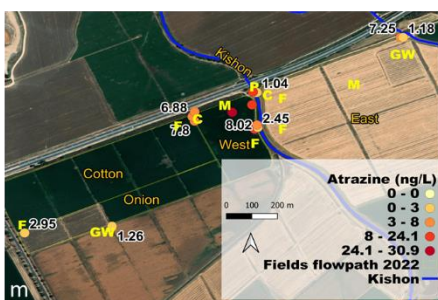 7.25
1.18
GW
Kishon
P
1.04
C
F
M
East
6.88
C
M
F
7.8
8.02
2.45
F
West
F
Cotton
Onion
F
2.95
GW
1.26
Atrazine (ng/L)
0 - 0
0 - 3
3 - 8
8 - 24.1
24.1 - 30.9
Fields flowpath 2022
Kishon
0
100
200 m
m